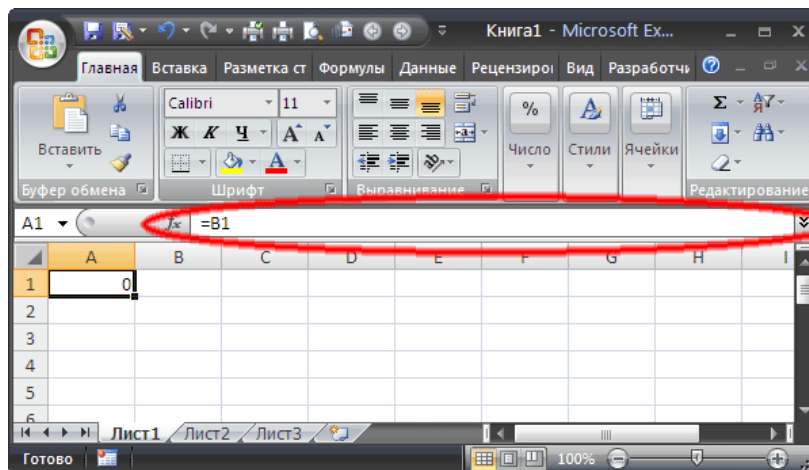 Книга1 - Microsoft Ex...
Главная Вставка Разметка ст Формулы Данные Рецензиро Вид Разработчи
Calibri 11
Вставить Ж К Ч А А % Число Стили Ячейки Σ
Буфер обмена Шрифт Выравнивание Редактирование
A1 fx =B1
A B C D E F G H I
1 0
2
3
4
5
6
Лист1 Лист2 Лист3
Готово 100%